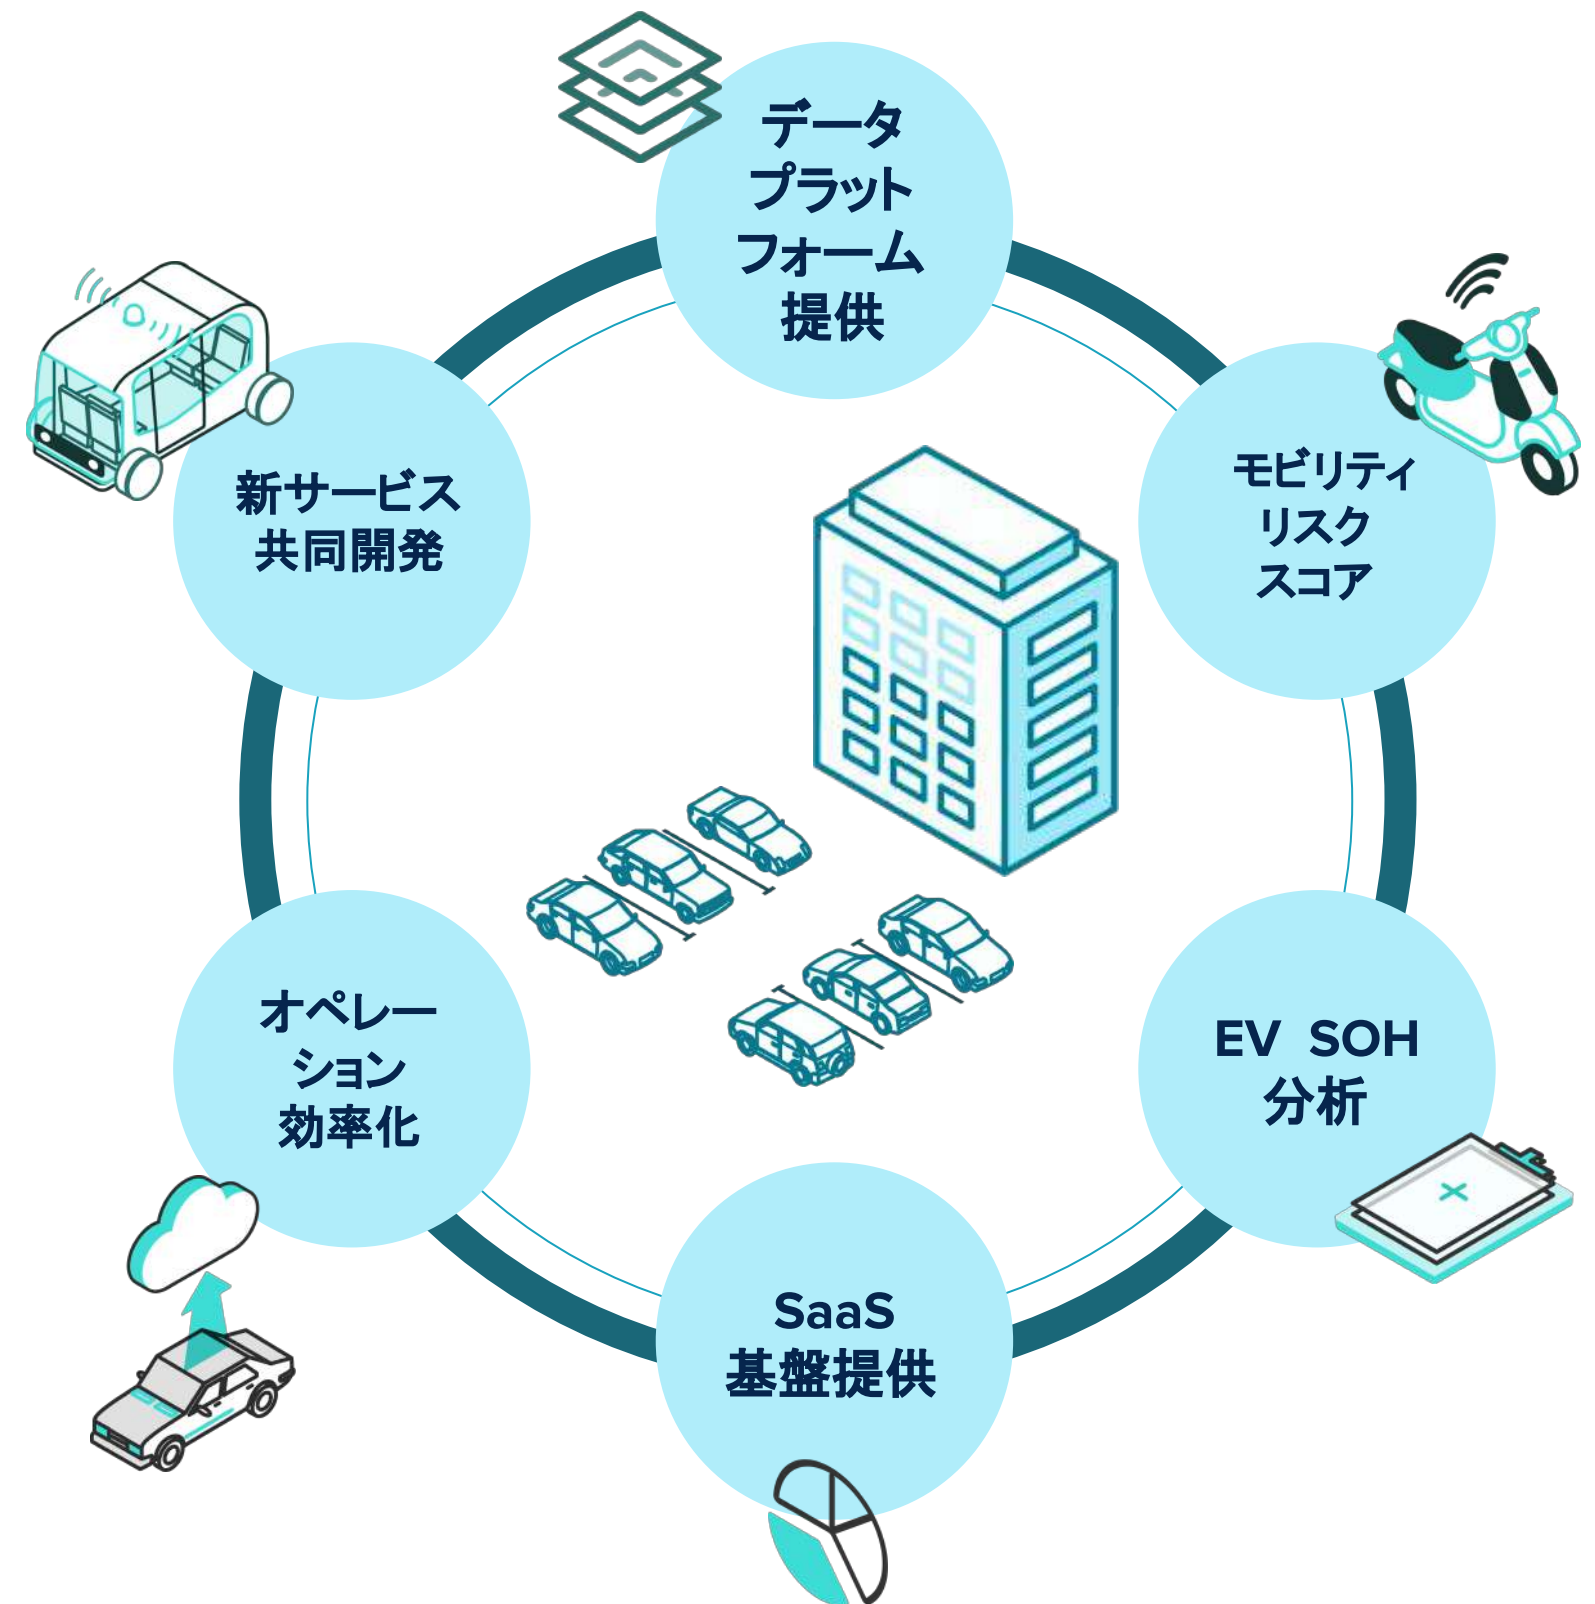 データ
プラット
フォーム
提供
モビリティ
リスク
スコア
EV SOH
分析
SaaS
基盤提供
オペレー
ション
効率化
新サービス
共同開発